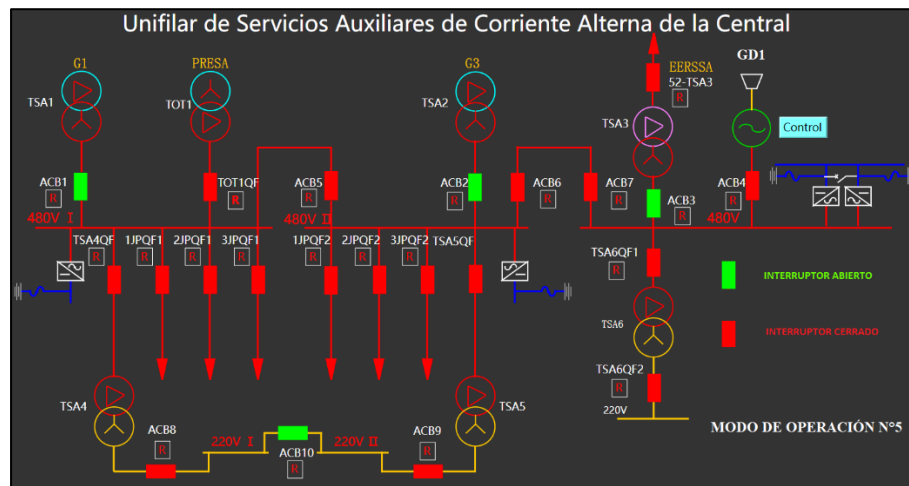 Unifilar de Servicios Auxiliares de Corriente Alterna de la Central
G1
PRESA
G3
EERSSA
GD1
52-TSA3
R
TSA1
TOT1
TSA2
TSA3
Control
ACB1
R
TOT1QF
R
ACB5
R
ACB2
R
ACB6
R
ACB7
R
ACB3
R
ACB4
R
480V I
480V II
480V
TSA4QF
R
1JPQF1
R
2JPQF1
R
3JPQF1
R
1JPQF2
R
2JPQF2
R
3JPQF2
R
TSA5QF
R
TSA6QF1
R
INTERRUPTOR ABIERTO
TSA6
INTERRUPTOR CERRADO
TSA6QF2
R
220V
TSA4
TSA5
ACB8
R
220V I
ACB10
R
220V II
ACB9
R
MODO DE OPERACIÓN N°5